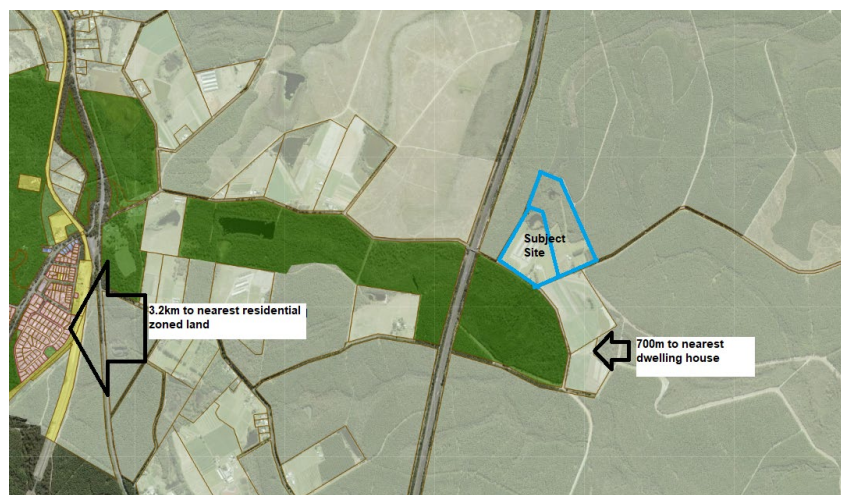 Subject
Site
3.2km to nearest residential
zoned land
700m to nearest
dwelling house